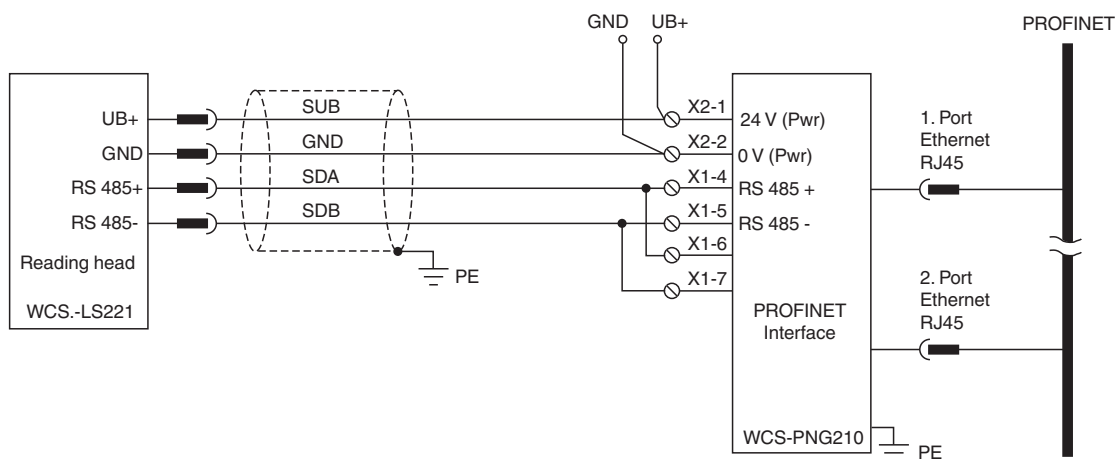 GND UB+
PROFINET
UB+
GND
RS 485+
RS 485-
Reading head
WCS.-LS221
SUB
GND
SDA
SDB
PE
X2-1
X2-2
X1-4
X1-5
X1-6
X1-7
24 V (Pwr)
0 V (Pwr)
RS 485 +
RS 485 -
PROFINET
Interface
WCS-PNG210
PE
1. Port
Ethernet
RJ45
2. Port
Ethernet
RJ45